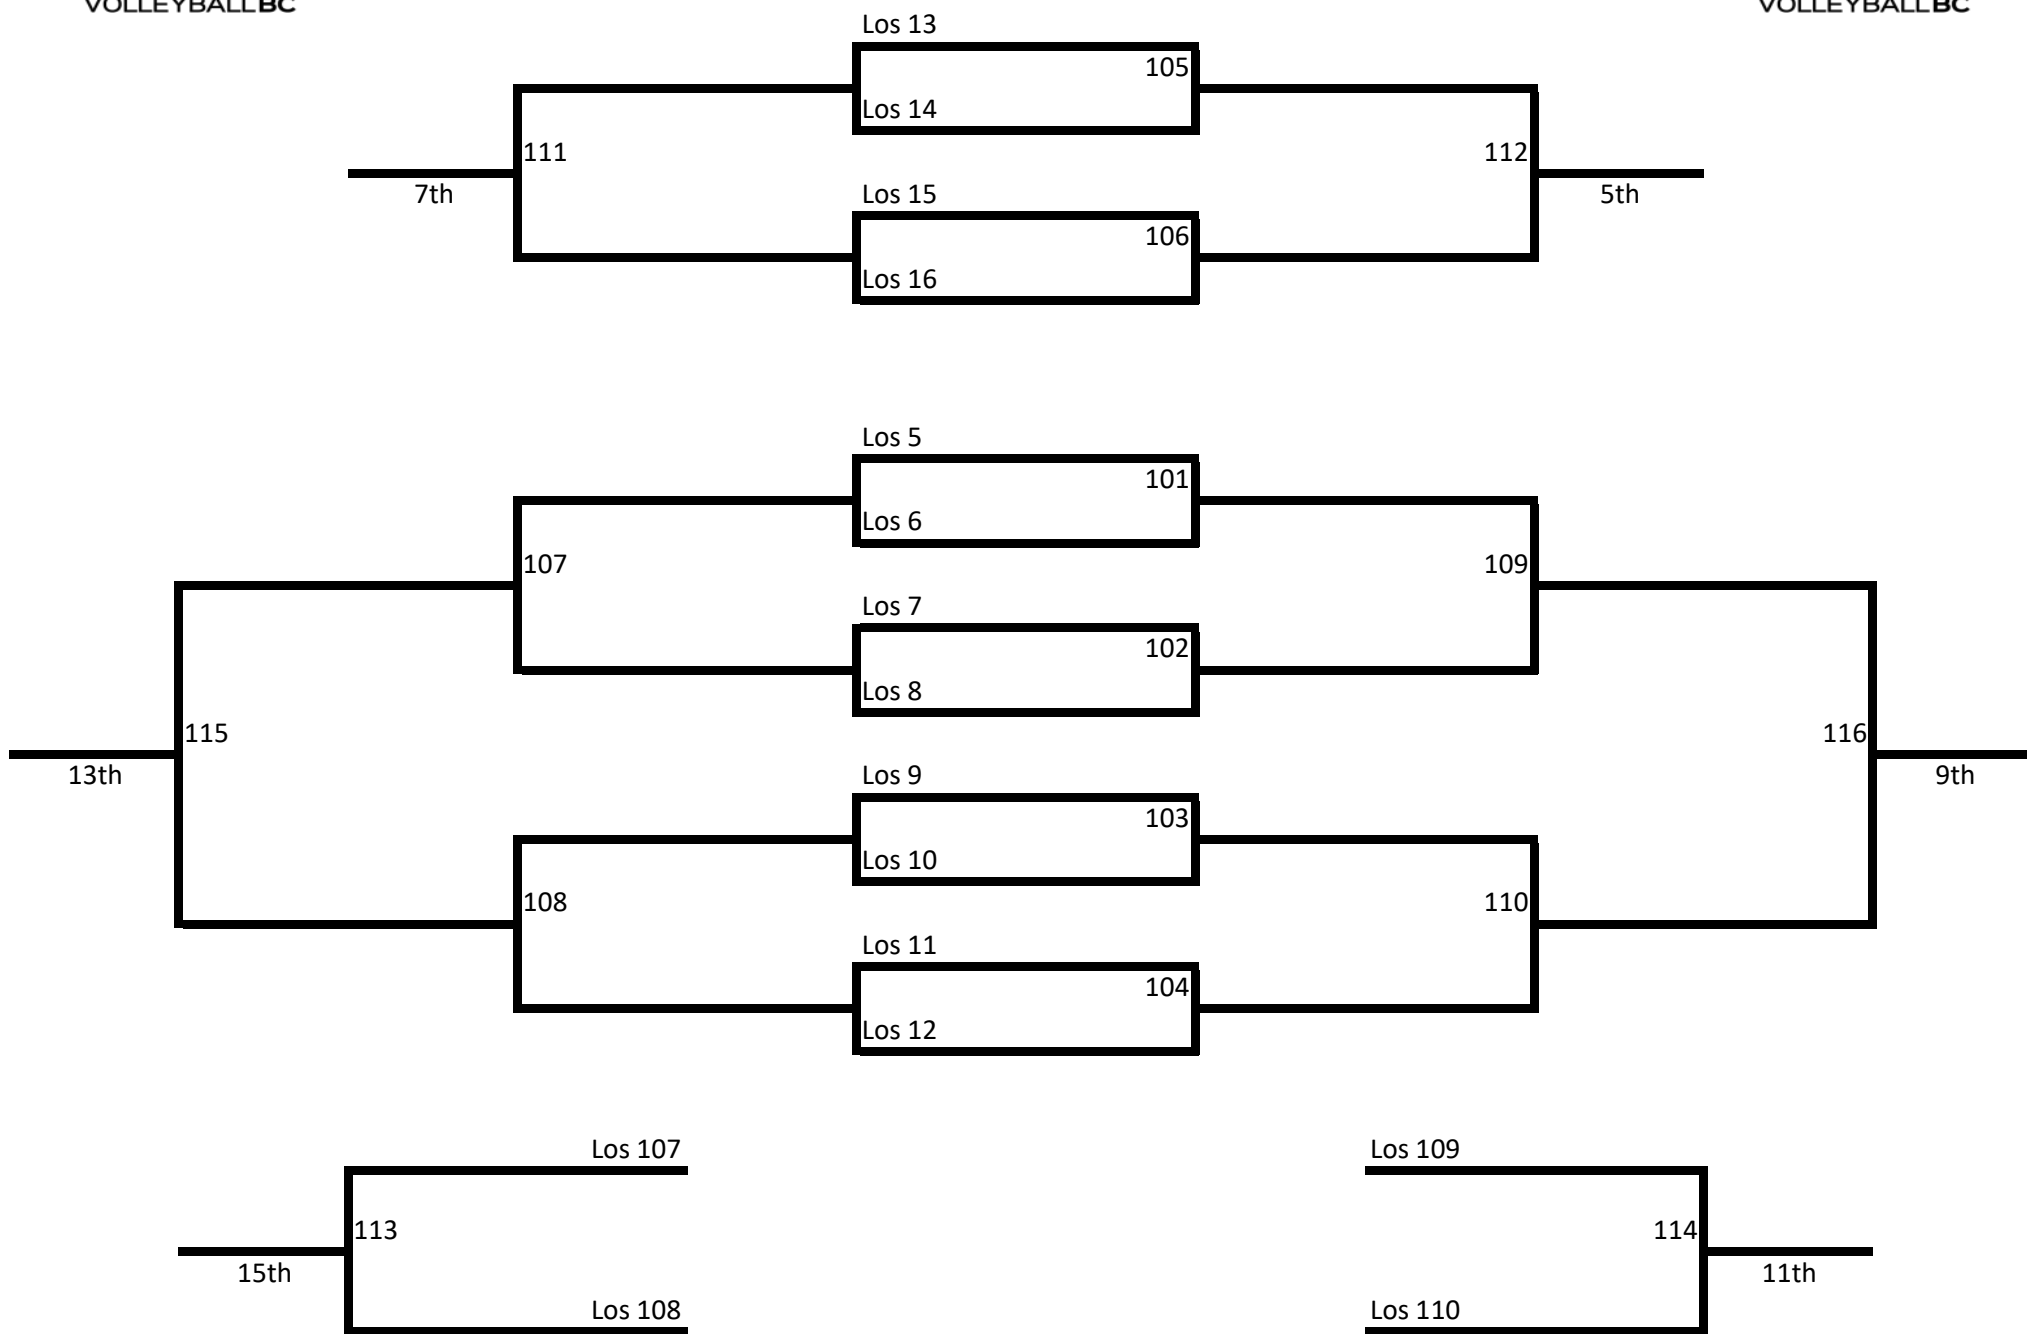 VOLLEYBALLBC VOLLEYBALLBC
Los 13
105
Los 14
111 112
7th Los 15 5th
106
Los 16
Los 5
101
Los 6
107 109
Los 7
102
Los 8
115 116
13th Los 9 9th
103
Los 10
108 110
Los 11
104
Los 12
Los 107 Los 109
113 114
15th 11th
Los 108 Los 110